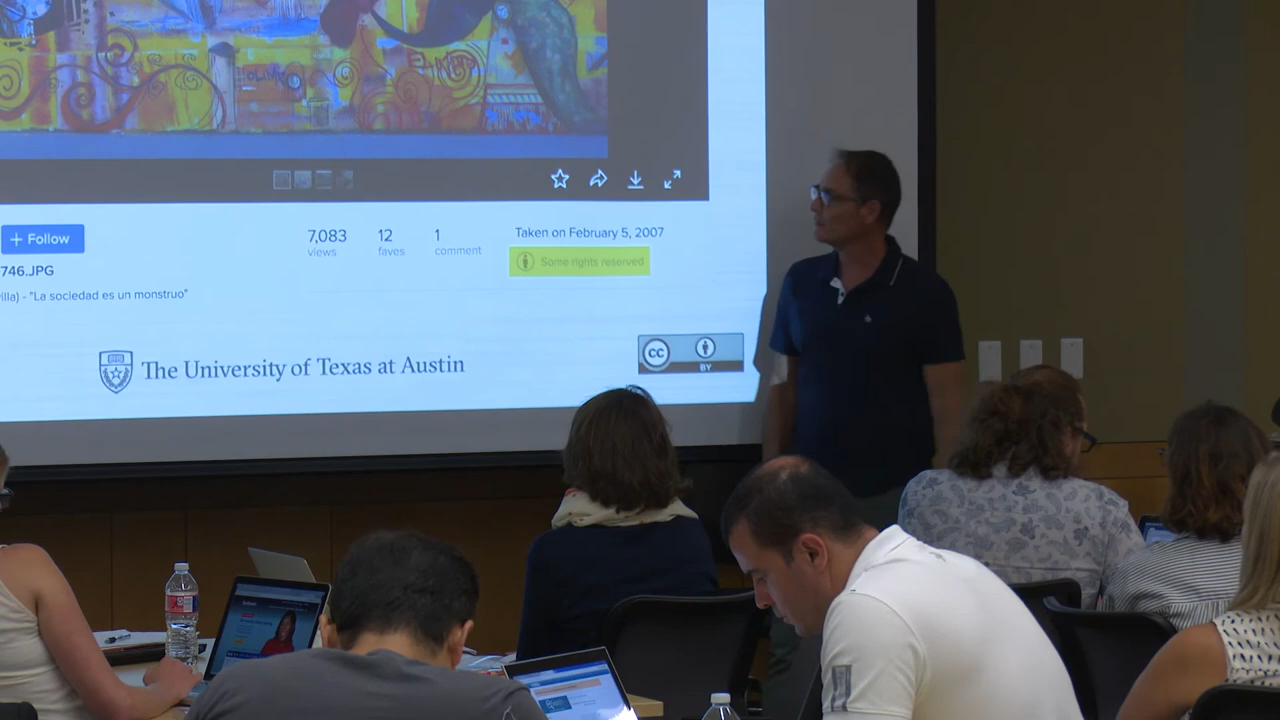 + Follow
7,083
views
12
faves
1
comment
Taken on February 5, 2007
Some rights reserved
746.JPG
villa) - "La sociedad es un monstruo"
The University of Texas at Austin
CC
BY